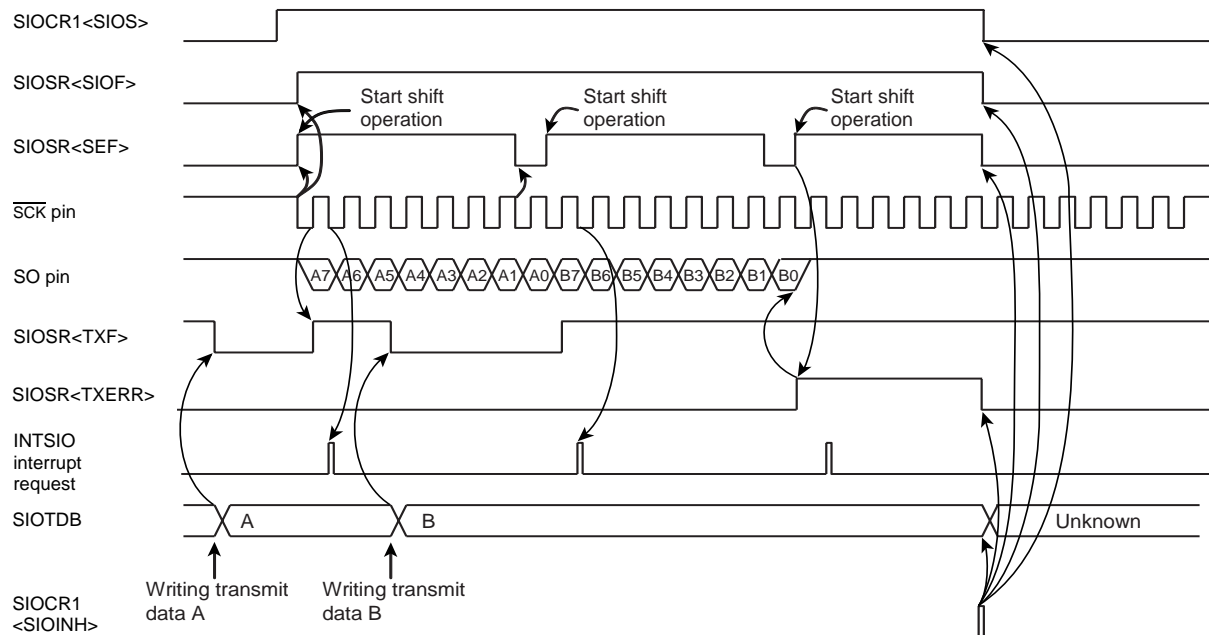 SIOCR1<SIOS>
SIOSR<SIOF>
Start shift
operation
Start shift
operation
Start shift
operation
SIOSR<SEF>
SCK pin
SO pin
A7 A6 A5 A4 A3 A2 A1 A0 B7 B6 B5 B4 B3 B2 B1 B0
SIOSR<TXF>
SIOSR<TXERR>
INTSIO
interrupt
request
SIOTDB
A
B
Unknown
Writing transmit
data A
Writing transmit
data B
SIOCR1
<SIOINH>